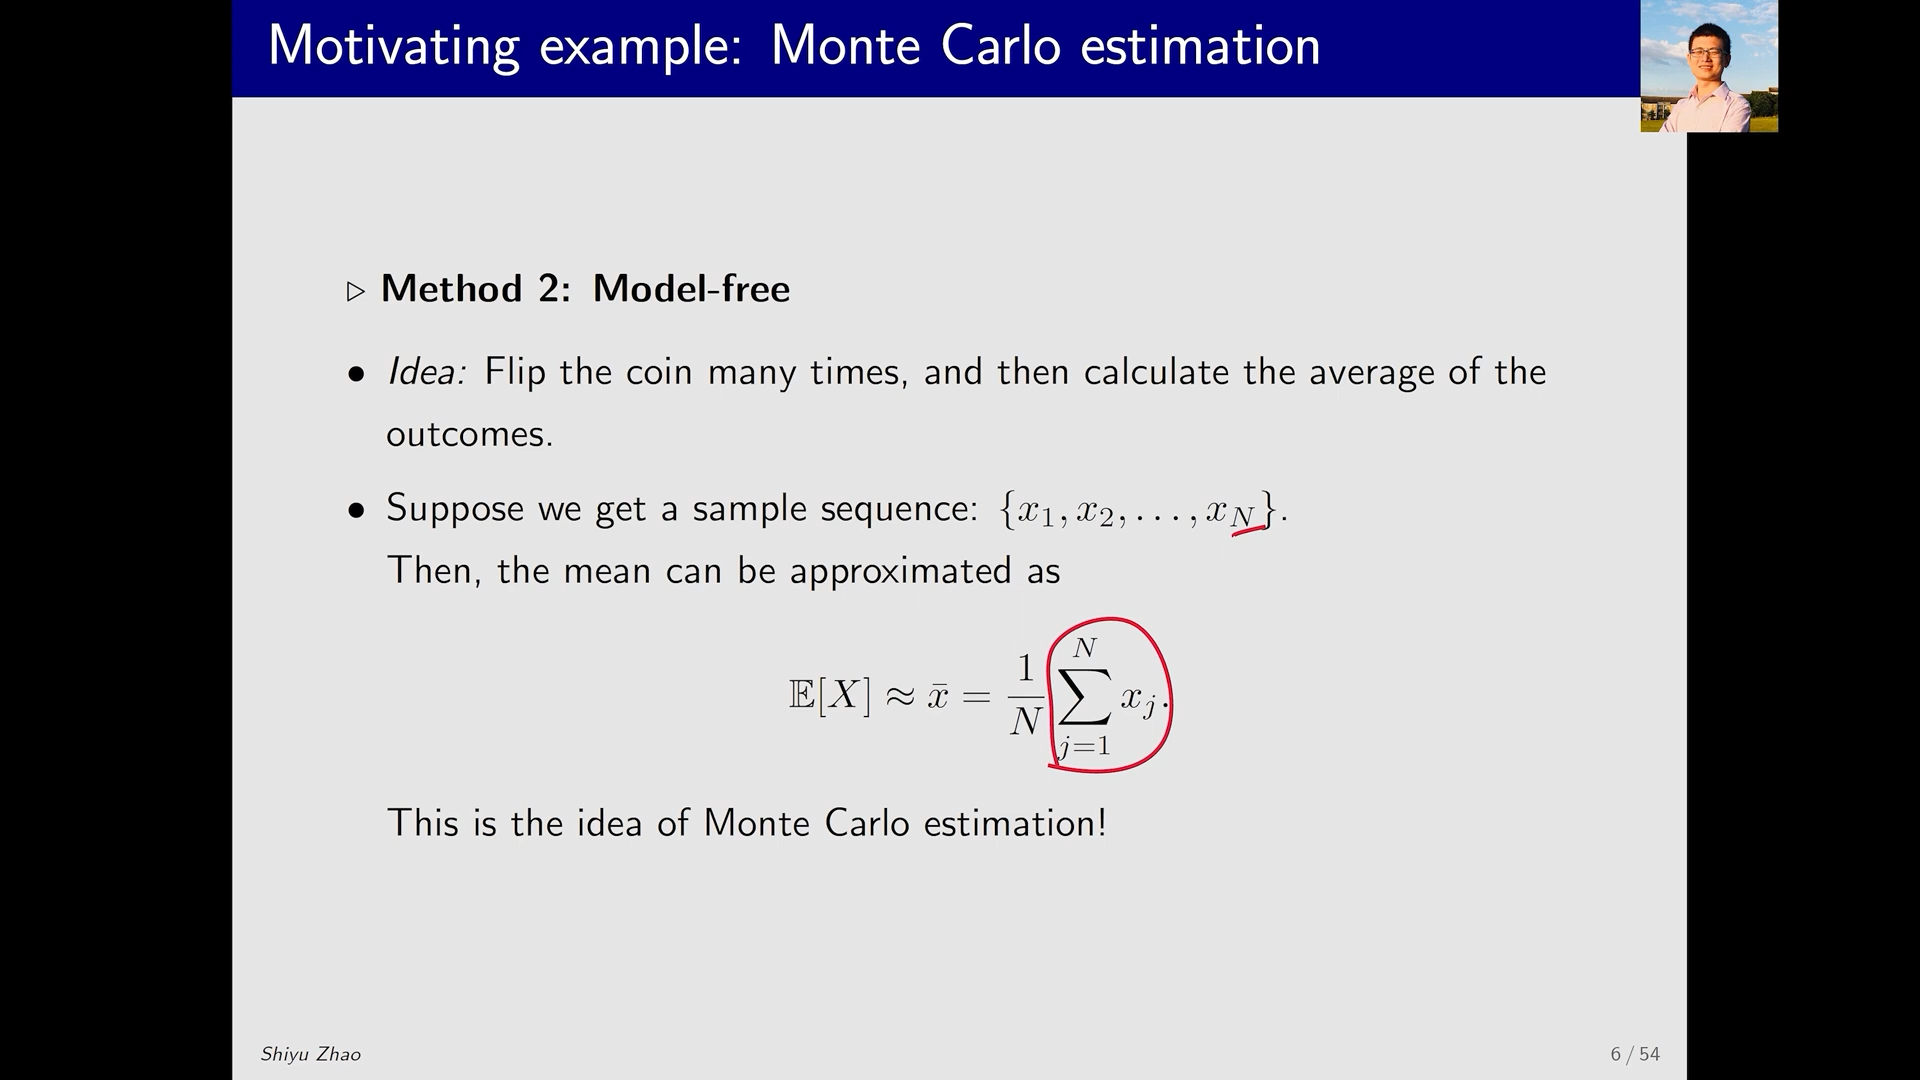 Motivating example: Monte Carlo estimation
▷ Method 2: Model-free
• Idea: Flip the coin many times, and then calculate the average of the
outcomes.
• Suppose we get a sample sequence: {x₁, x₂, . . . , x_N}.
Then, the mean can be approximated as
𝔼[X] ≈ x̄ = 1/N ∑_{j=1}^{N} x_j.
This is the idea of Monte Carlo estimation!
Shiyu Zhao
6 / 54